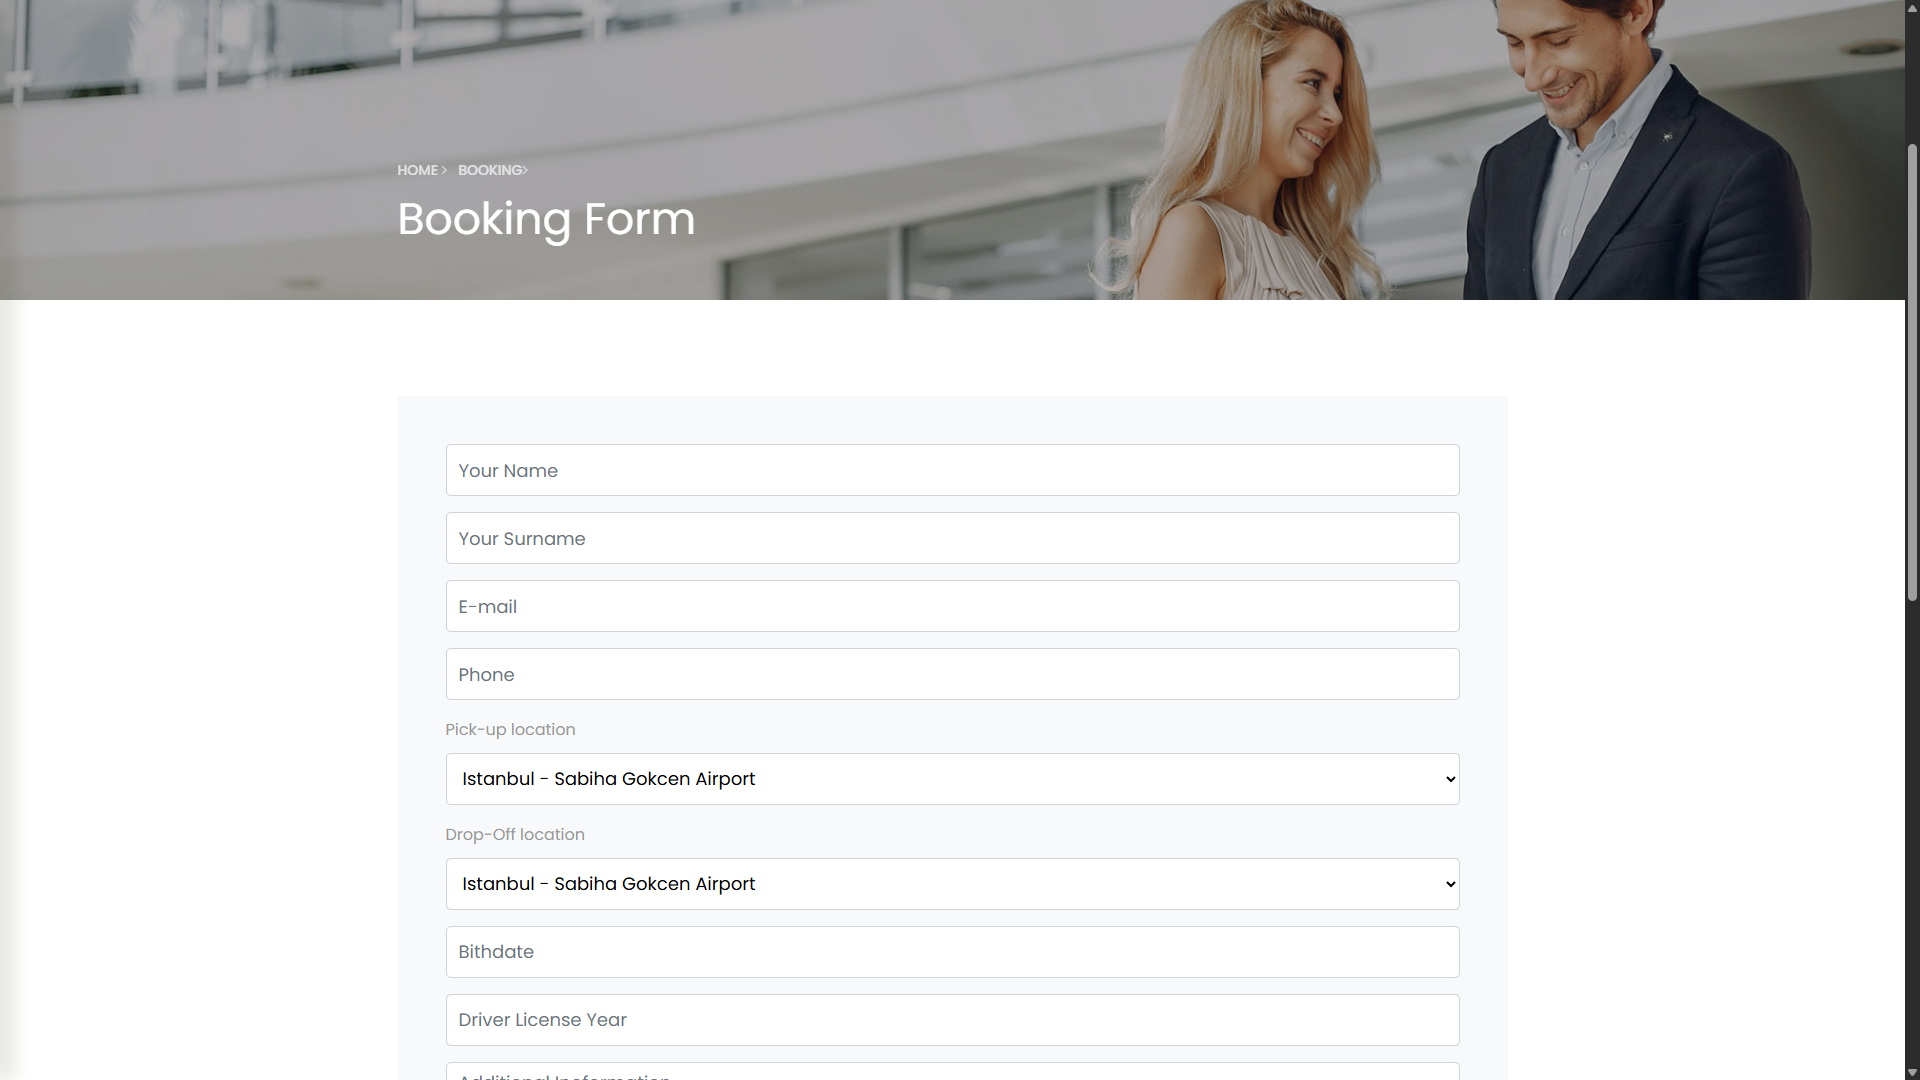 HOME > BOOKING>
Booking Form
Your Name
Your Surname
E-mail
Phone
Pick-up location
Istanbul - Sabiha Gokcen Airport
Drop-Off location
Istanbul - Sabiha Gokcen Airport
Bithdate
Driver License Year